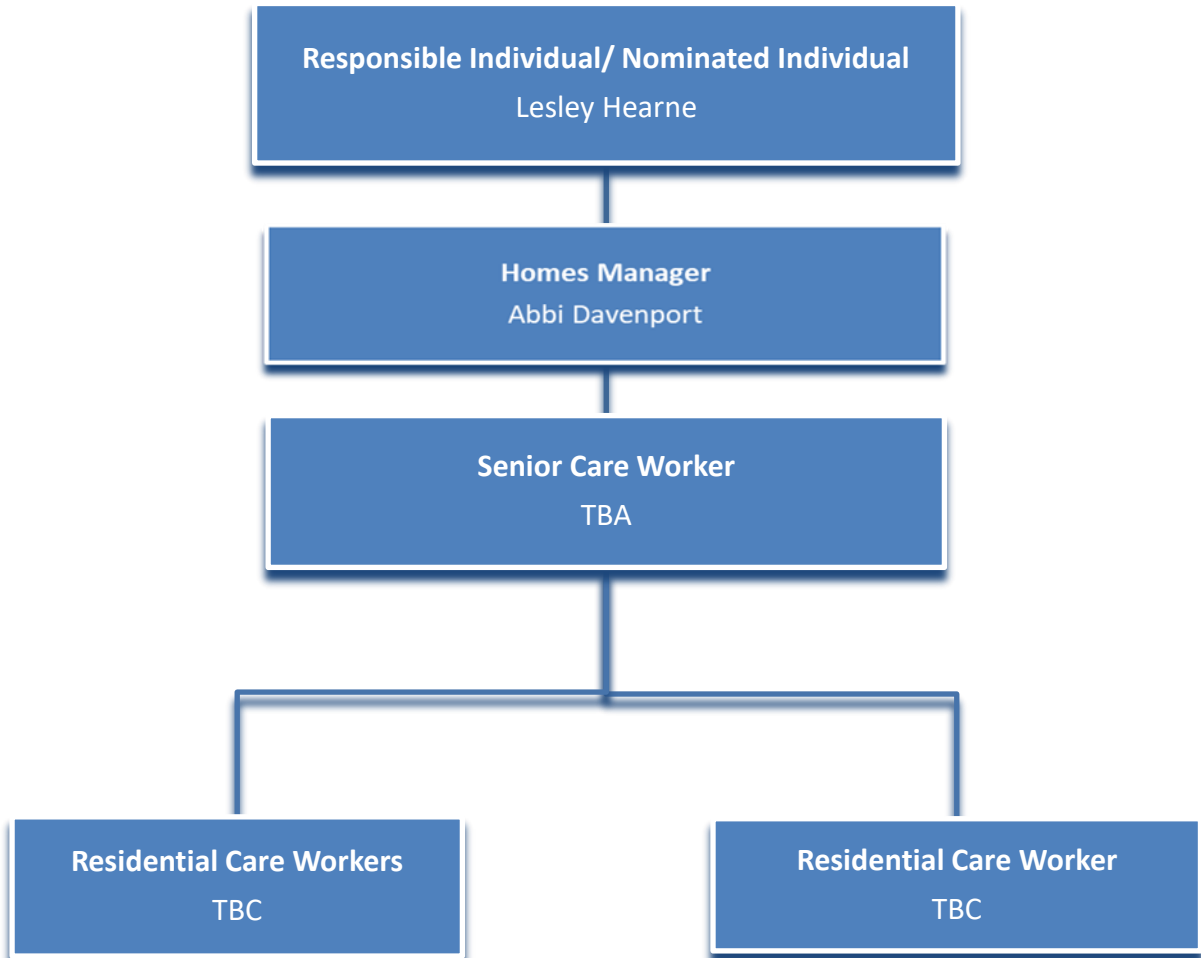 Responsible Individual/ Nominated Individual
Lesley Hearne
Homes Manager
Abbi Davenport
Senior Care Worker
TBA
Residential Care Workers
TBC
Residential Care Worker
TBC